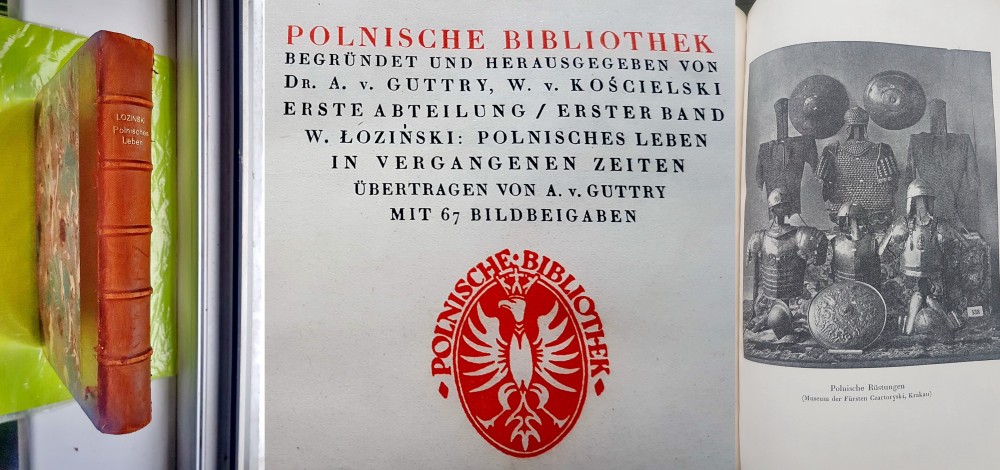 LOZINSKI
Polnisches
Leben
POLNISCHE BIBLIOTHEK
BEGRÜNDET UND HERAUSGEGEBEN VON
DR. A. v. GUTTRY, W. v. KOŚCIELSKI
ERSTE ABTEILUNG / ERSTER BAND
W. ŁOZIŃSKI: POLNISCHES LEBEN
IN VERGANGENEN ZEITEN
ÜBERTRAGEN VON A. v. GUTTRY
MIT 67 BILDBEIGABEN
POLNISCHE · BIBLIOTHEK
Polnische Rüstungen
(Museum der Fürsten Czartoryski, Krakau)